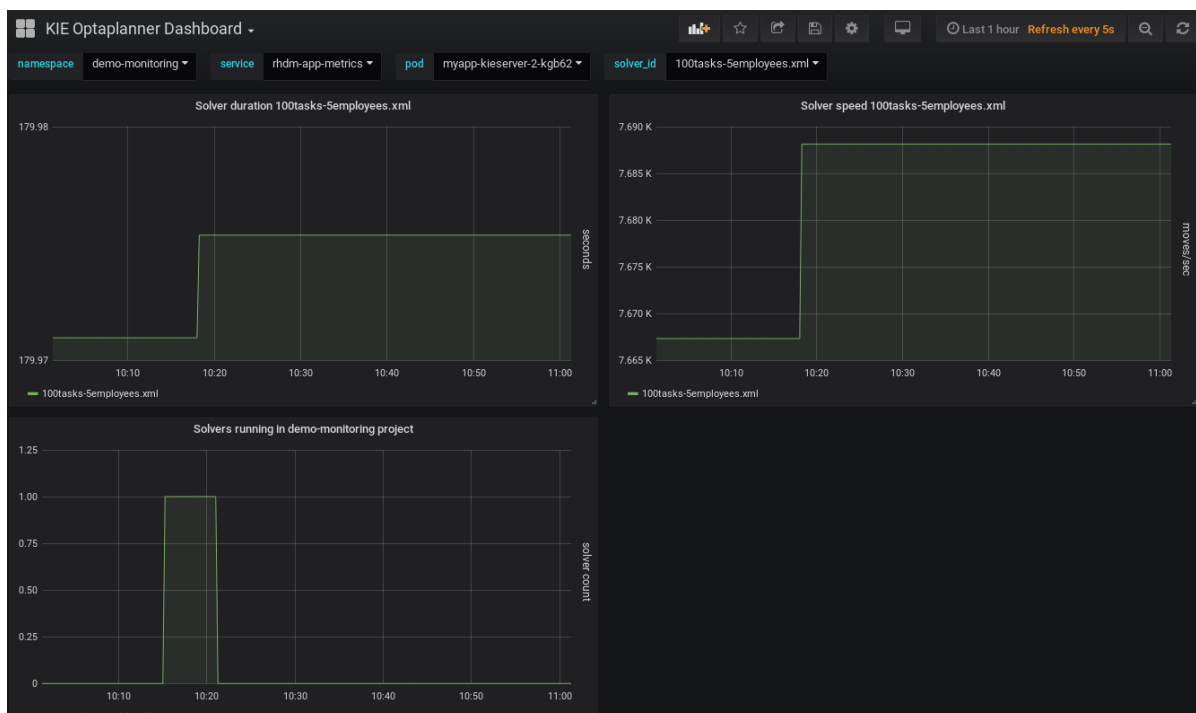 KIE Optaplanner Dashboard
Last 1 hour Refresh every 5s
namespace demo-monitoring service rhdm-app-metrics pod myapp-kieserver-2-kgb62 solver_id 100tasks-5employees.xml
Solver duration 100tasks-5employees.xml
179.98
179.97
seconds
10:10 10:20 10:30 10:40 10:50 11:00
100tasks-5employees.xml
Solver speed 100tasks-5employees.xml
7.690 K
7.685 K
7.680 K
7.675 K
7.670 K
7.665 K
moves/sec
10:10 10:20 10:30 10:40 10:50 11:00
100tasks-5employees.xml
Solvers running in demo-monitoring project
1.25
1.00
0.75
0.50
0.25
0
solver count
10:10 10:20 10:30 10:40 10:50 11:00